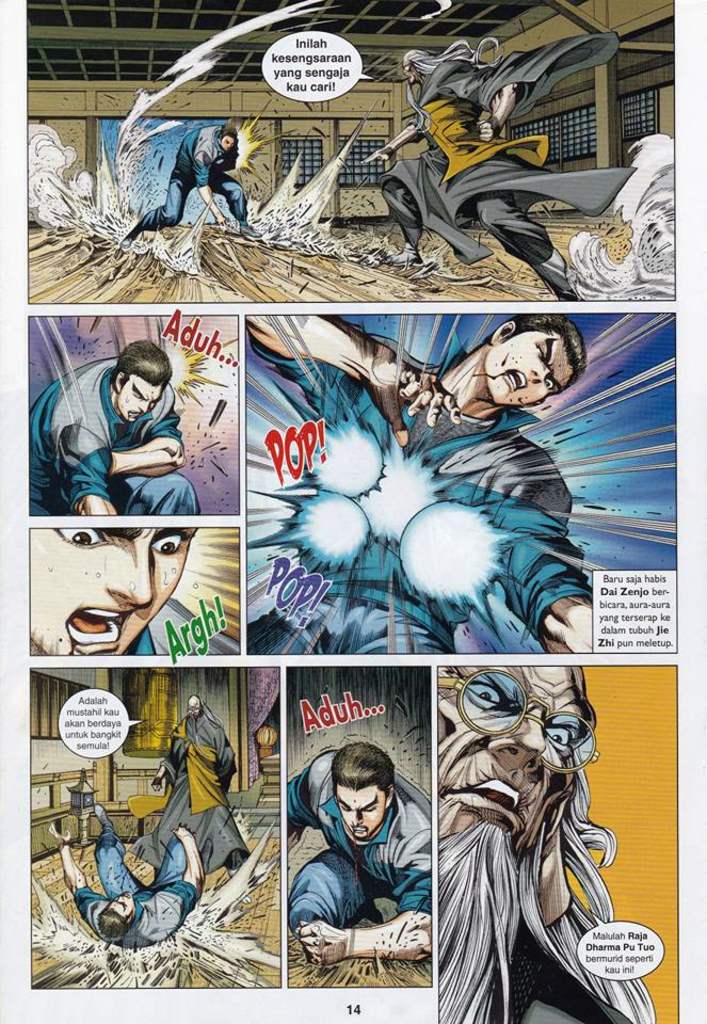 Inilah
kesengsaraan
yang sengaja
kau cari!
Aduh...
POP!
POP!
Baru saja habis
Dai Zenjo ber-
bicara, aura-aura
yang terserap ke
dalam tubuh Jie
Zhi pun meletup.
Argh!
Adalah
mustahil kau
akan berdaya
untuk bangkit
semula!
Aduh...
Malulah Raja
Dharma Pu Tuo
bermurid seperti
kau ini!
14